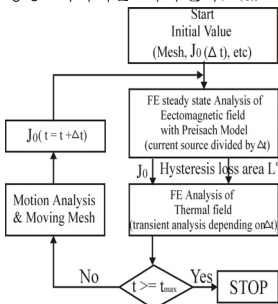 Start
Initial Value
(Mesh, J₀(Δt), etc)
FE steady state Analysis of
Eectomagnetic field
with Preisach Model
(current source divided by Δt)
J₀( t = t +Δt)
J₀
Hysteresis loss area L
Motion Analysis
& Moving Mesh
FE Analysis of
Thermal field
(transient analysis depending onΔt)
No
t >= tmax
Yes
STOP